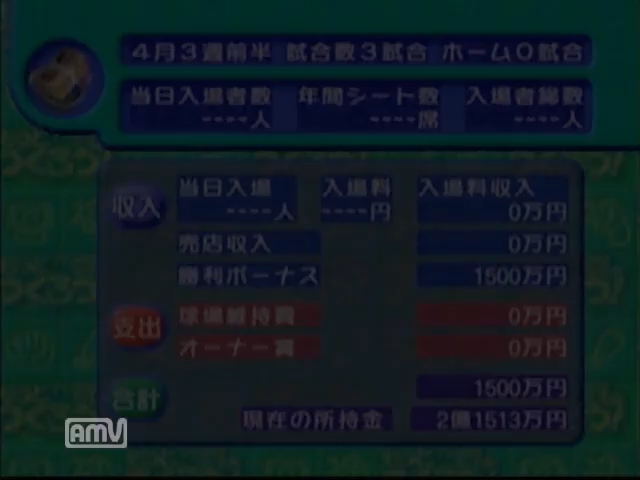 4月3週前半 試合数3試合 ホーム0試合
当日入場者数 年間シート数 入場者総数
----人 ----席 ----人
当日入場 入場料 入場料収入
収入
----人 ----円 0万円
売店収入 0万円
勝利ボーナス 1500万円
球場維持費 0万円
支出
オーナー賞 0万円
1500万円
合計
現在の所持金 2億1513万円
AMV